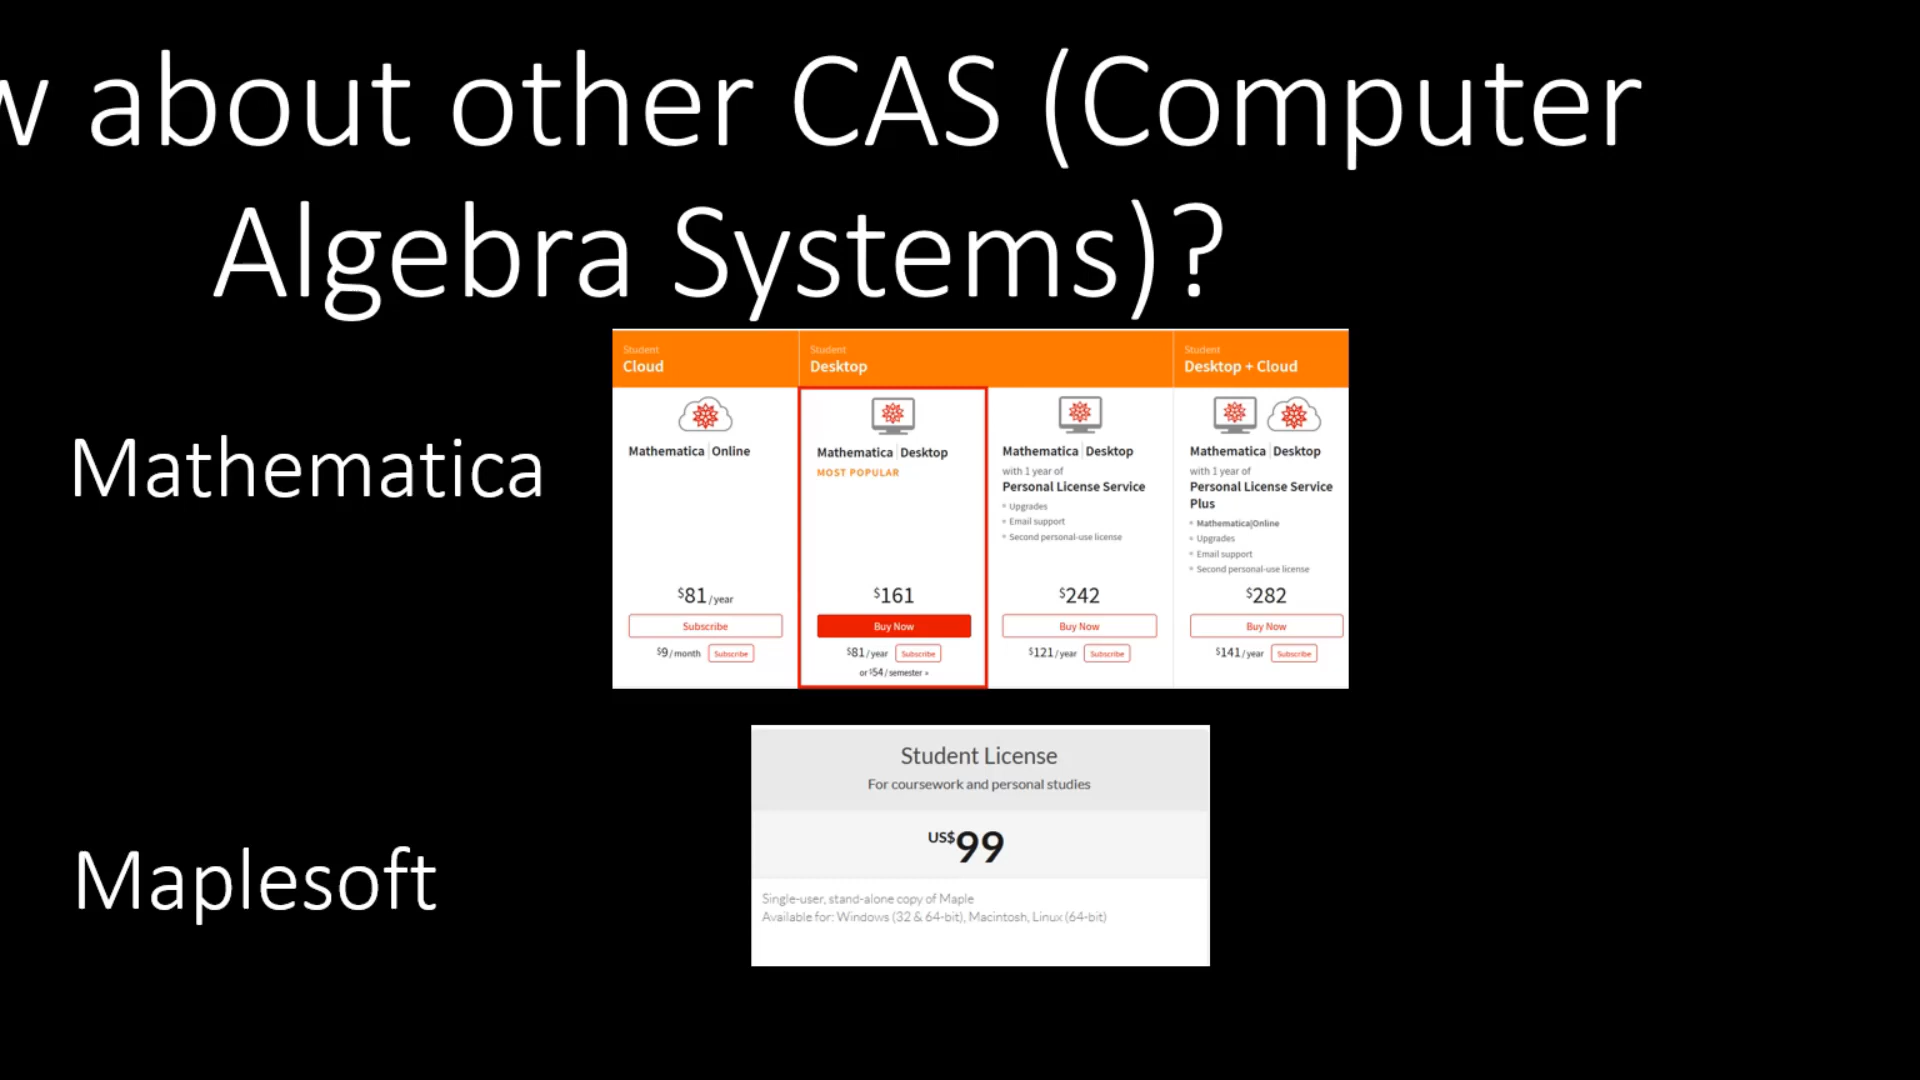 w about other CAS (Computer
Algebra Systems)?
Mathematica
Student
Cloud
Mathematica | Online
$81 /year
Subscribe
$9 / month Subscribe
Student
Desktop
Mathematica | Desktop
MOST POPULAR
$161
Buy Now
$81 / year Subscribe
or $54 / semester »
Mathematica | Desktop
with 1 year of
Personal License Service
• Upgrades
• Email support
• Second personal-use license
$242
Buy Now
$121 / year Subscribe
Student
Desktop + Cloud
Mathematica | Desktop
with 1 year of
Personal License Service
Plus
• Mathematica|Online
• Upgrades
• Email support
• Second personal-use license
$282
Buy Now
$141 / year Subscribe
Maplesoft
Student License
For coursework and personal studies
US$99
Single-user, stand-alone copy of Maple
Available for: Windows (32 & 64-bit), Macintosh, Linux (64-bit)